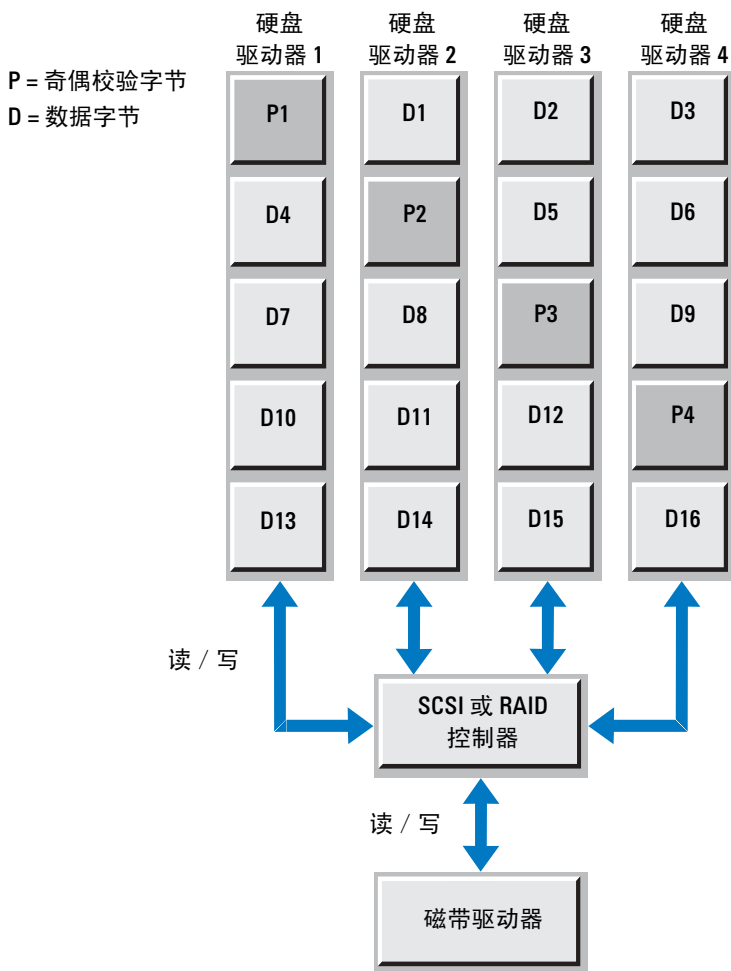 硬盘
驱动器 1
硬盘
驱动器 2
硬盘
驱动器 3
硬盘
驱动器 4
P = 奇偶校验字节
D = 数据字节
P1
D1
D2
D3
D4
P2
D5
D6
D7
D8
P3
D9
D10
D11
D12
P4
D13
D14
D15
D16
读 / 写
SCSI 或 RAID
控制器
读 / 写
磁带驱动器